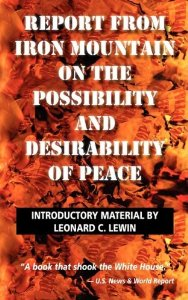 REPORT FROM
IRON MOUNTAIN
ON THE
POSSIBILITY
AND
DESIRABILITY
OF PEACE
INTRODUCTORY MATERIAL BY
LEONARD C. LEWIN
"A book that shook the White House."
— U.S. News & World Report